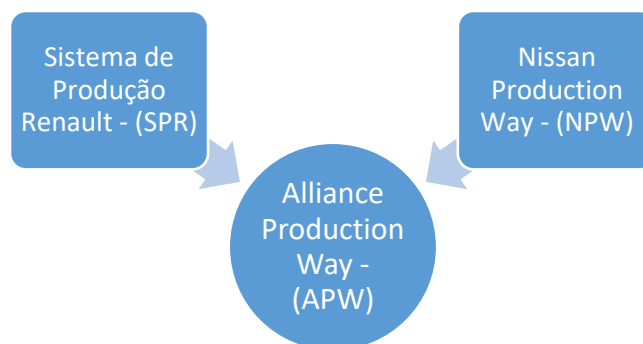 Sistema de
Produção
Renault - (SPR)
Nissan
Production
Way - (NPW)
Alliance
Production
Way -
(APW)